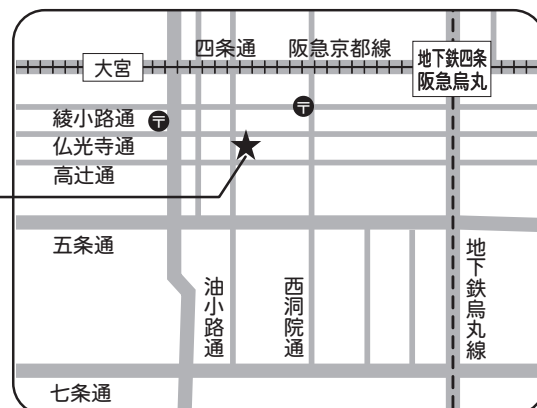 四条通
阪急京都線
大宮
地下鉄四条
阪急烏丸
〒
〒
綾小路通
仏光寺通
高辻通
五条通
油小路通
西洞院通
地下鉄烏丸線
七条通